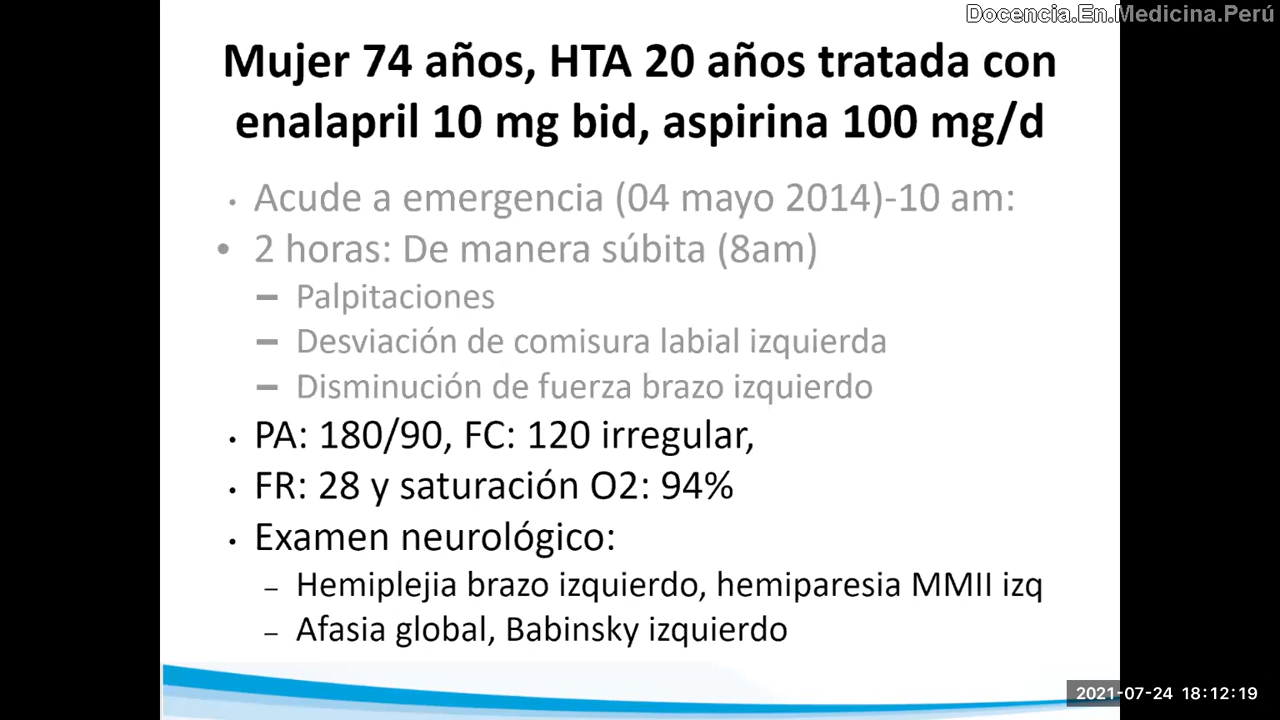 Docencia.En.Medicina.Perú
Mujer 74 años, HTA 20 años tratada con
enalapril 10 mg bid, aspirina 100 mg/d
• Acude a emergencia (04 mayo 2014)-10 am:
• 2 horas: De manera súbita (8am)
– Palpitaciones
– Desviación de comisura labial izquierda
– Disminución de fuerza brazo izquierdo
• PA: 180/90, FC: 120 irregular,
• FR: 28 y saturación O2: 94%
• Examen neurológico:
– Hemiplejia brazo izquierdo, hemiparesia MMII izq
– Afasia global, Babinsky izquierdo
2021-07-24 18:12:19